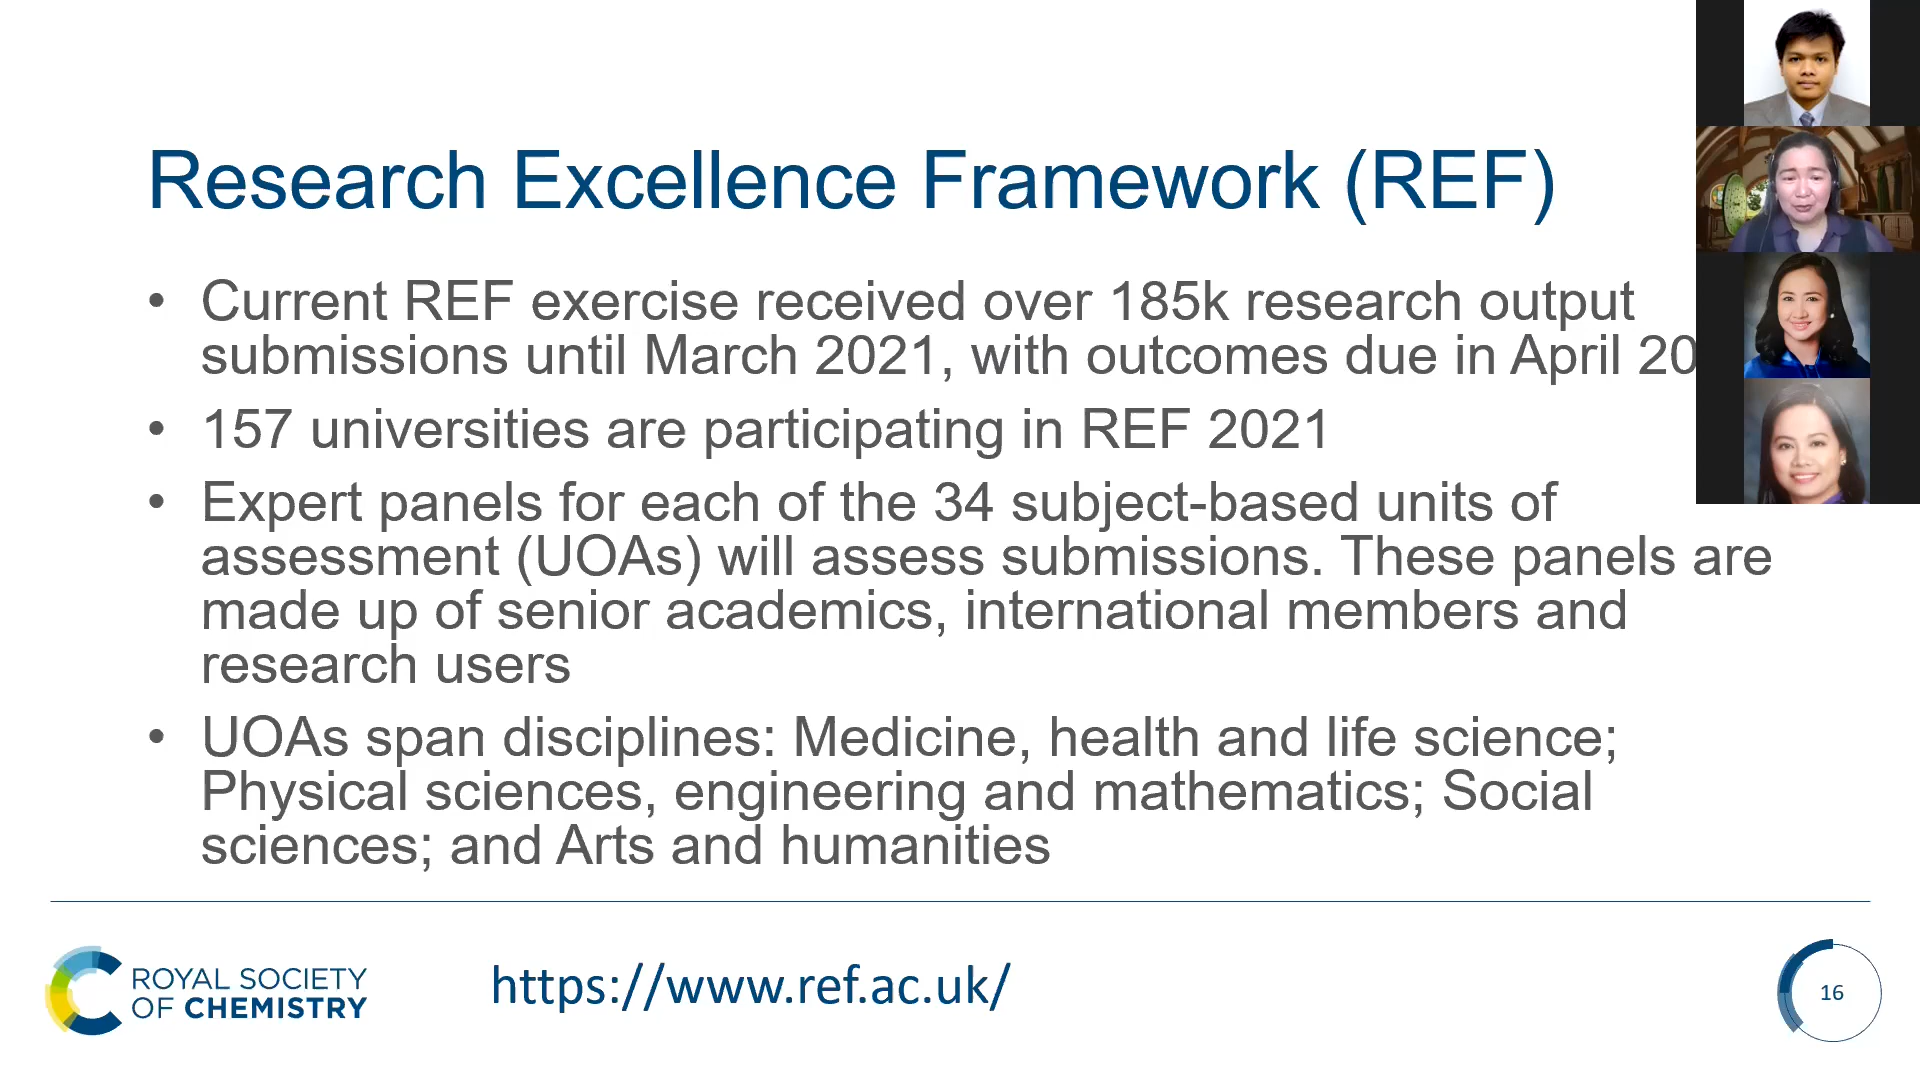 Research Excellence Framework (REF)
• Current REF exercise received over 185k research output
submissions until March 2021, with outcomes due in April
• 157 universities are participating in REF 2021
• Expert panels for each of the 34 subject-based units of
assessment (UOAs) will assess submissions. These panels are
made up of senior academics, international members and
research users
• UOAs span disciplines: Medicine, health and life science;
Physical sciences, engineering and mathematics; Social
sciences; and Arts and humanities
ROYAL SOCIETY
OF CHEMISTRY
https://www.ref.ac.uk/
16